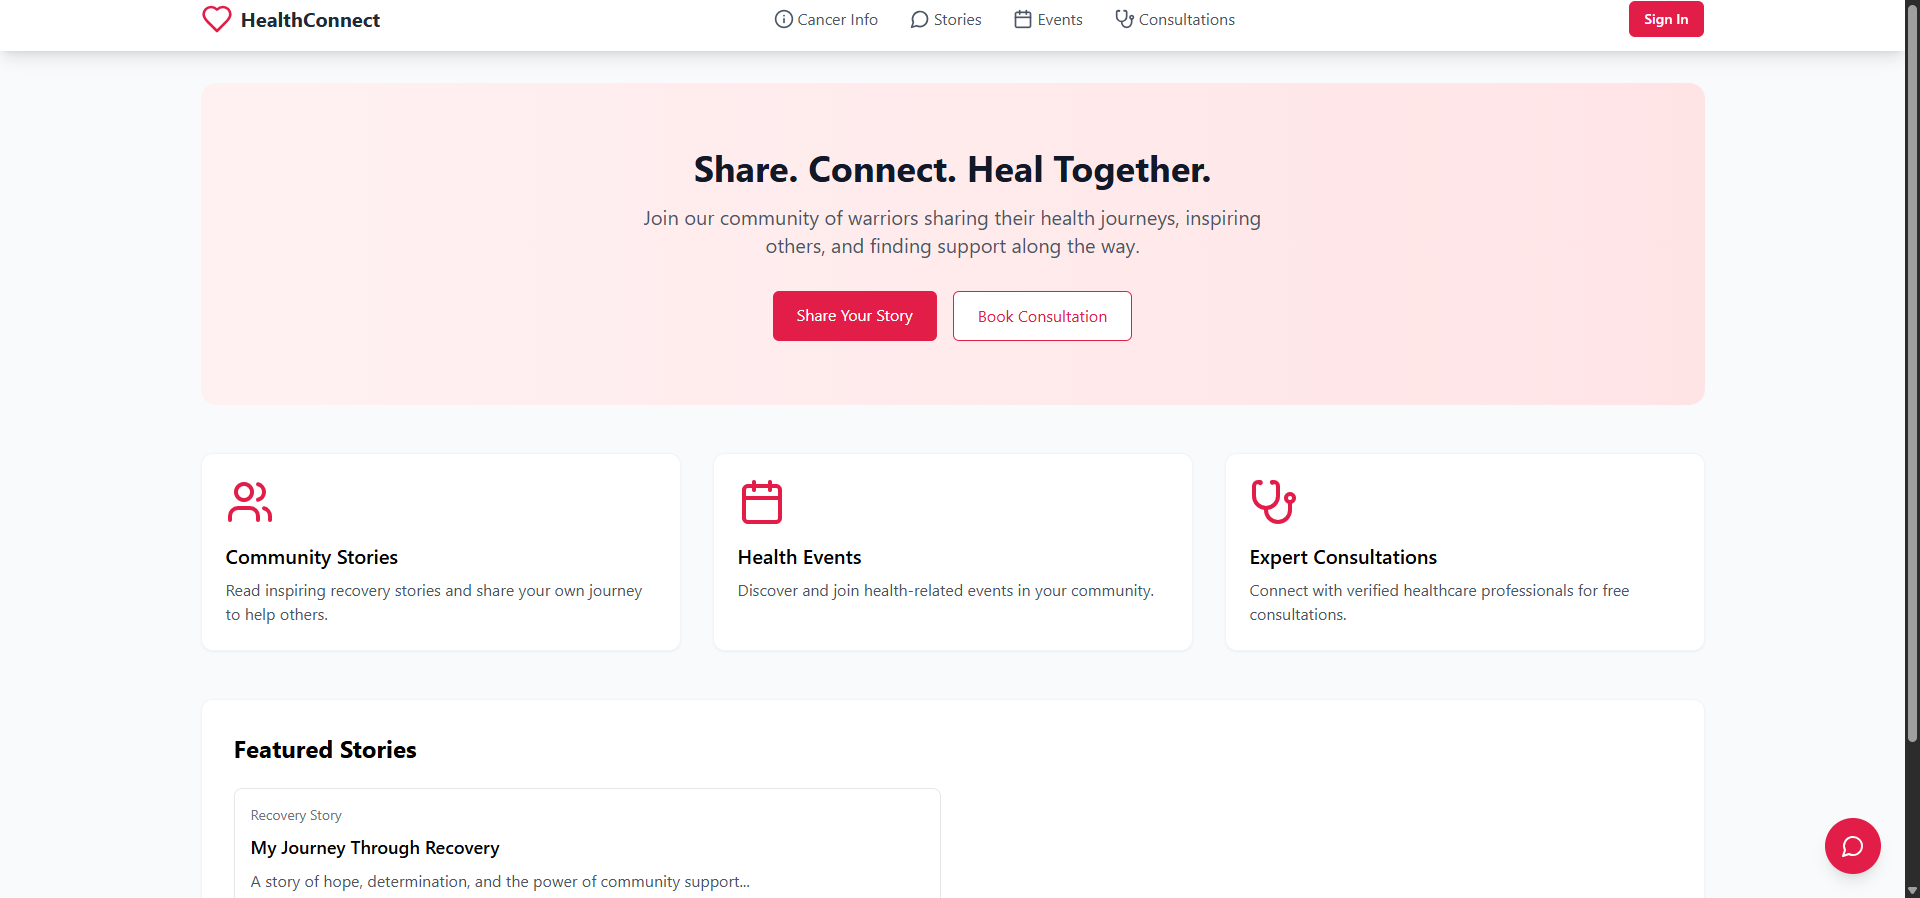 HealthConnect
Cancer Info
Stories
Events
Consultations
Sign In
Share. Connect. Heal Together.
Join our community of warriors sharing their health journeys, inspiring
others, and finding support along the way.
Share Your Story
Book Consultation
Community Stories
Read inspiring recovery stories and share your own journey
to help others.
Health Events
Discover and join health-related events in your community.
Expert Consultations
Connect with verified healthcare professionals for free
consultations.
Featured Stories
Recovery Story
My Journey Through Recovery
A story of hope, determination, and the power of community support...